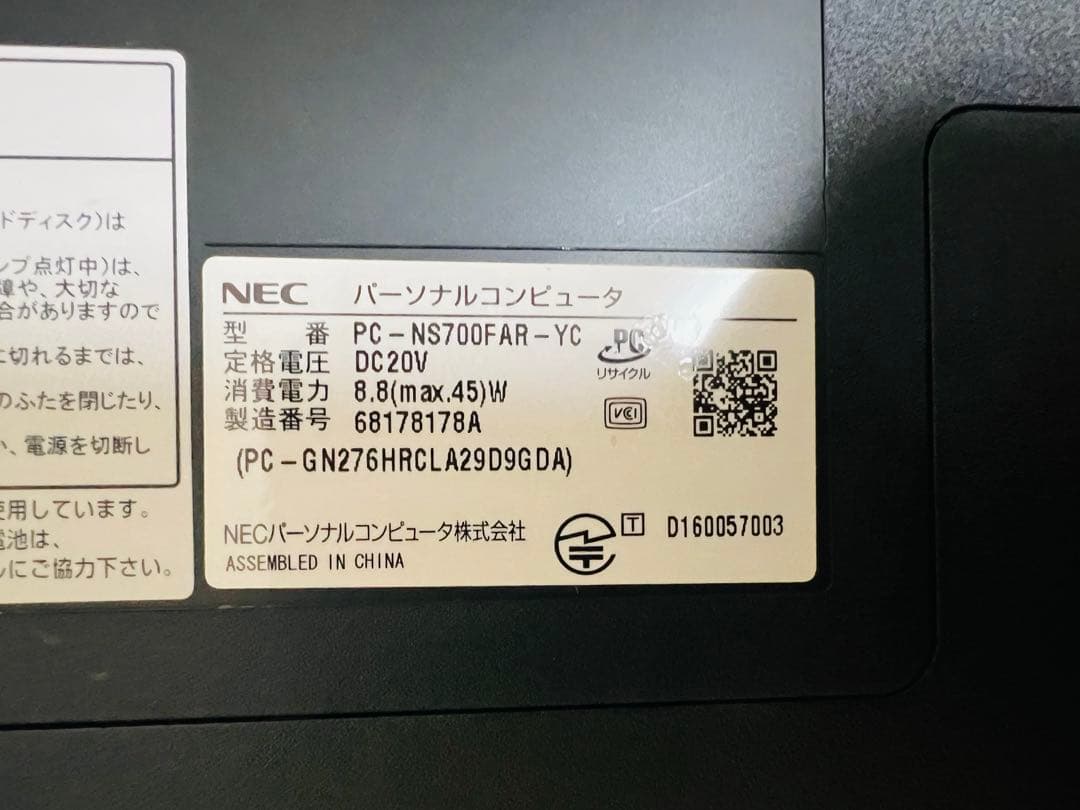 ドディスク)は
ンプ点灯中)は、
障や、大切な
合がありますので
に切れるまでは、
のふたを閉じたり、
、電源を切断し
使用しています。
電池は、
ルにご協力下さい。
NEC パーソナルコンピュータ
型 番 PC-NS700FAR-YC
定格電圧 DC20V
消費電力 8.8(max.45)W
製造番号 68178178A
(PC-GN276HRCLA29D9GDA)
PC
リサイクル
VCI
NECパーソナルコンピュータ株式会社
ASSEMBLED IN CHINA
T D160057003